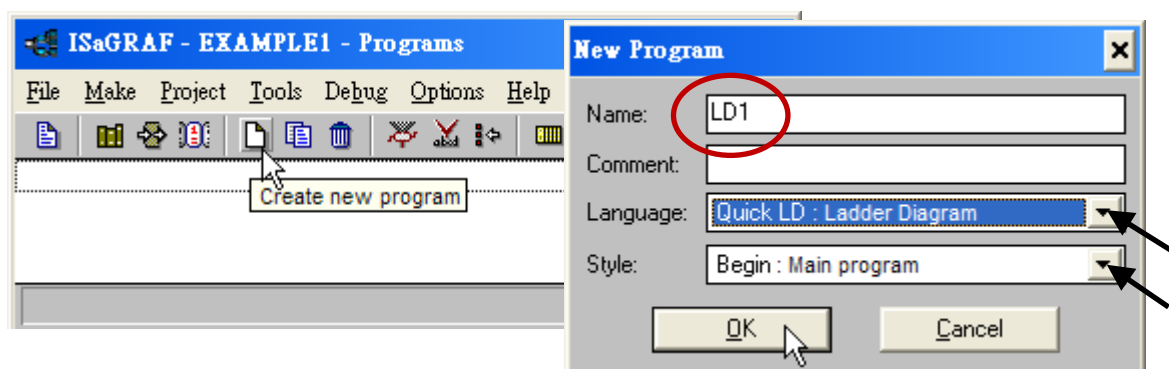 ISaGRAF - EXAMPLE1 - Programs
File Make Project Tools Debug Options Help
Create new program
New Program
Name: LD1
Comment:
Language: Quick LD : Ladder Diagram
Style: Begin : Main program
OK Cancel